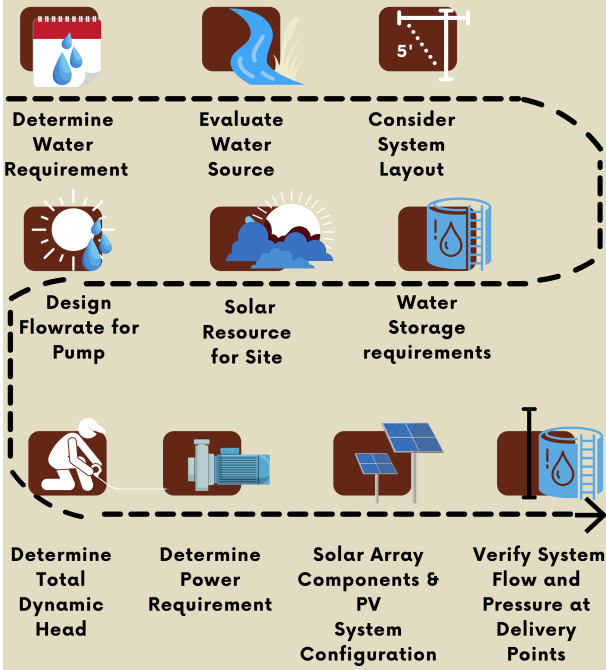 5'
Determine
Water
Requirement
Evaluate
Water
Source
Consider
System
Layout
Design
Flowrate for
Pump
Solar
Resource
for Site
Water
Storage
requirements
Determine
Total
Dynamic
Head
Determine
Power
Requirement
Solar Array
Components &
PV
System
Configuration
Verify System
Flow and
Pressure at
Delivery
Points